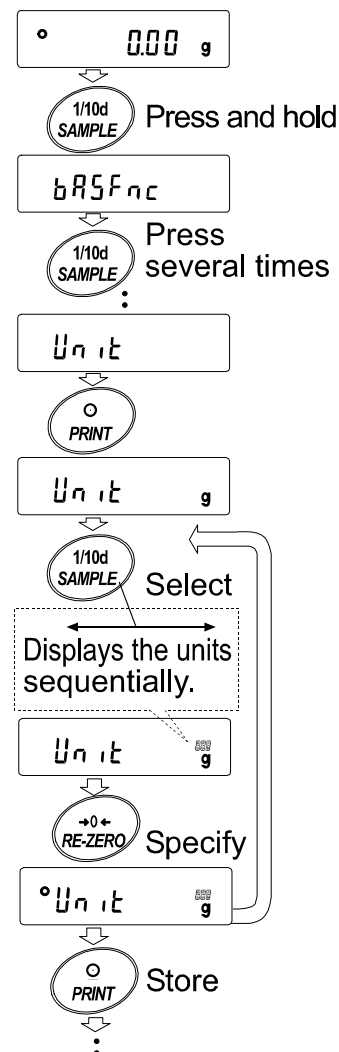 0.00 g
1/10d
SAMPLE
Press and hold
bASFnc
1/10d
SAMPLE
Press
several times
Unit
PRINT
Unit g
1/10d
SAMPLE
Select
Displays the units
sequentially.
Unit g
→0←
RE-ZERO
Specify
Unit g
PRINT
Store